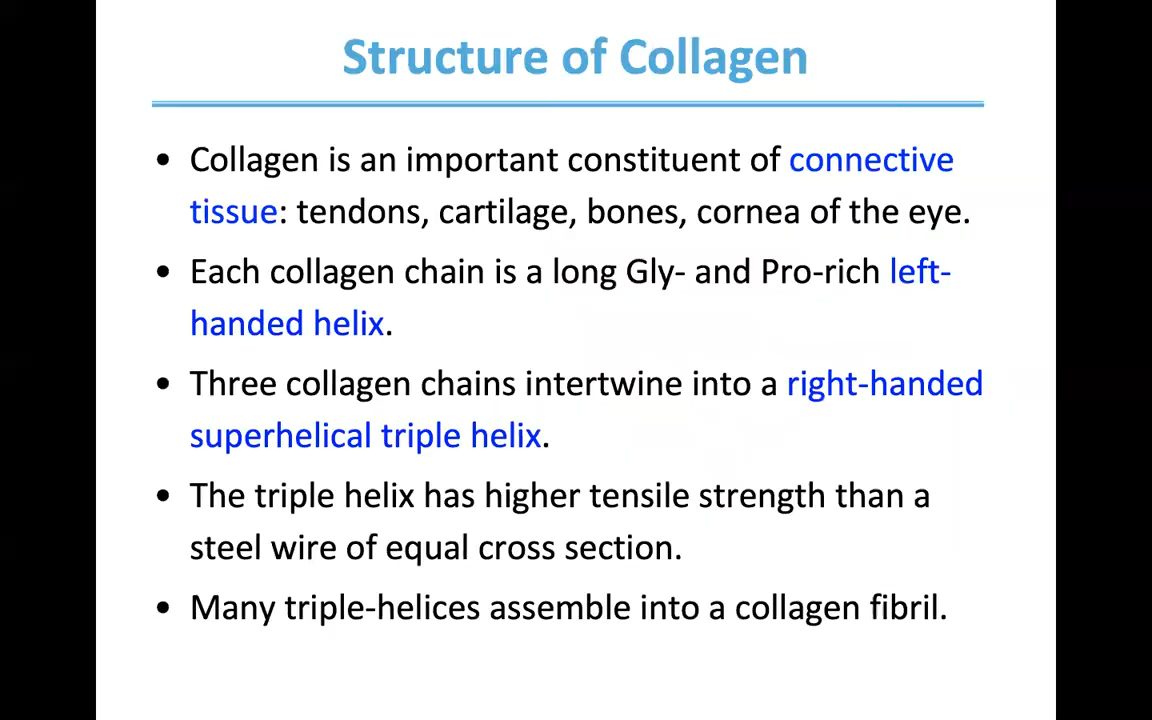 Structure of Collagen
• Collagen is an important constituent of connective
tissue: tendons, cartilage, bones, cornea of the eye.
• Each collagen chain is a long Gly- and Pro-rich left-
handed helix.
• Three collagen chains intertwine into a right-handed
superhelical triple helix.
• The triple helix has higher tensile strength than a
steel wire of equal cross section.
• Many triple-helices assemble into a collagen fibril.